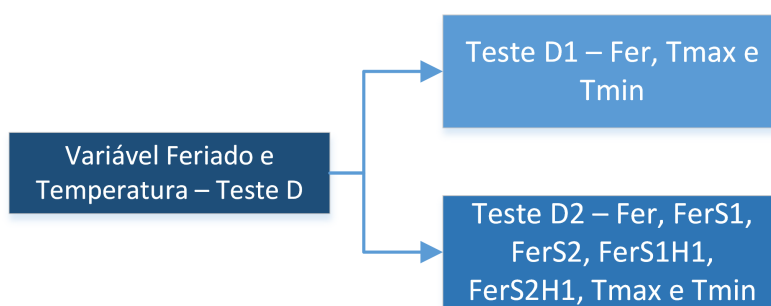 Teste D1 – Fer, Tmax e
Tmin
Variável Feriado e
Temperatura – Teste D
Teste D2 – Fer, FerS1,
FerS2, FerS1H1,
FerS2H1, Tmax e Tmin